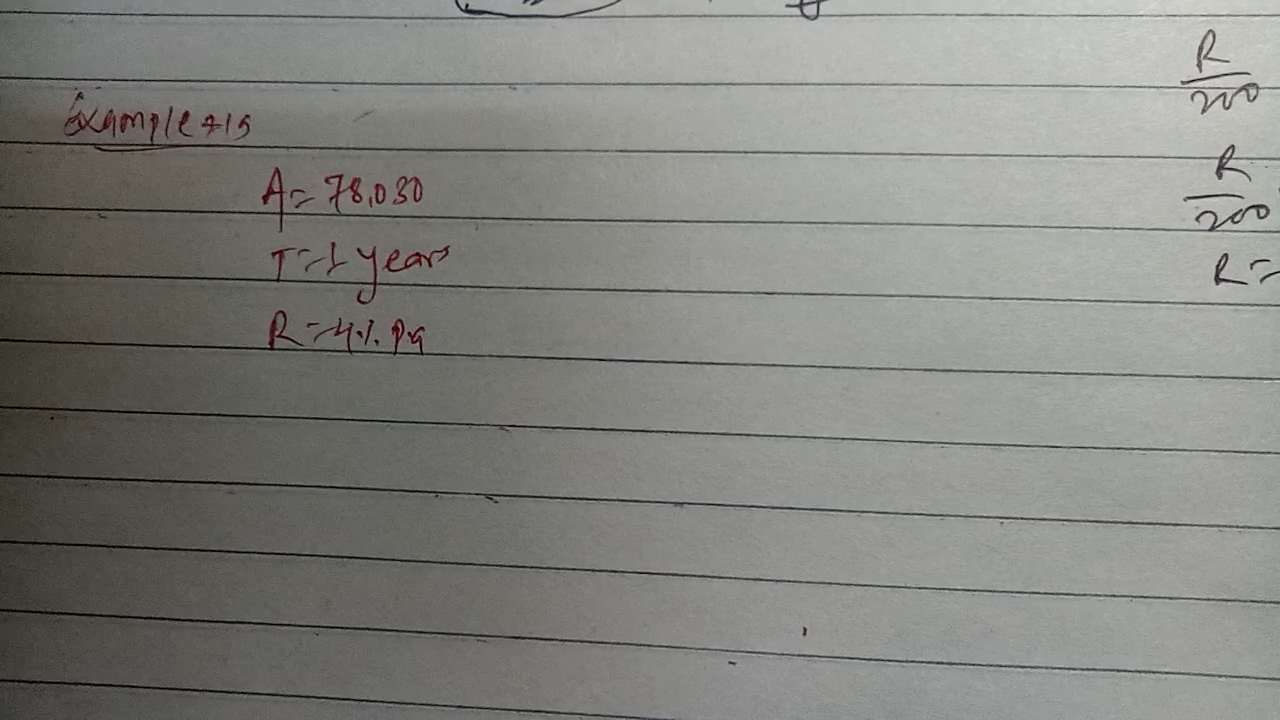 Example #15
A = 78,030
T = 1 years
R = 4% pa
R/200
R/200
R =